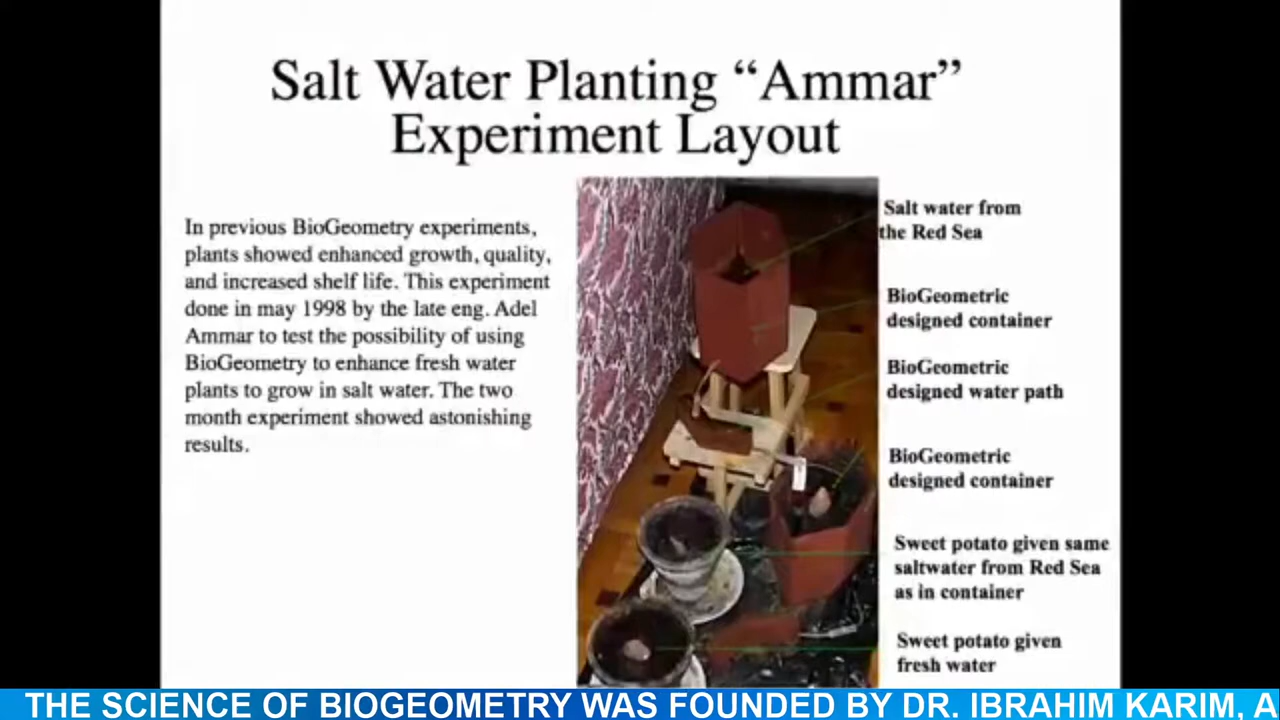 Salt Water Planting “Ammar”
Experiment Layout
In previous BioGeometry experiments,
plants showed enhanced growth, quality,
and increased shelf life. This experiment
done in may 1998 by the late eng. Adel
Ammar to test the possibility of using
BioGeometry to enhance fresh water
plants to grow in salt water. The two
month experiment showed astonishing
results.
Salt water from
the Red Sea
BioGeometric
designed container
BioGeometric
designed water path
BioGeometric
designed container
Sweet potato given same
saltwater from Red Sea
as in container
Sweet potato given
fresh water
THE SCIENCE OF BIOGEOMETRY WAS FOUNDED BY DR. IBRAHIM KARIM, A